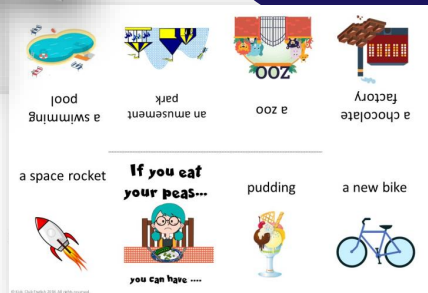 a swimming
pool
an amusement
park
ZOO
a zoo
a chocolate
factory
a space rocket
If you eat
your peas...
you can have ....
pudding
a new bike